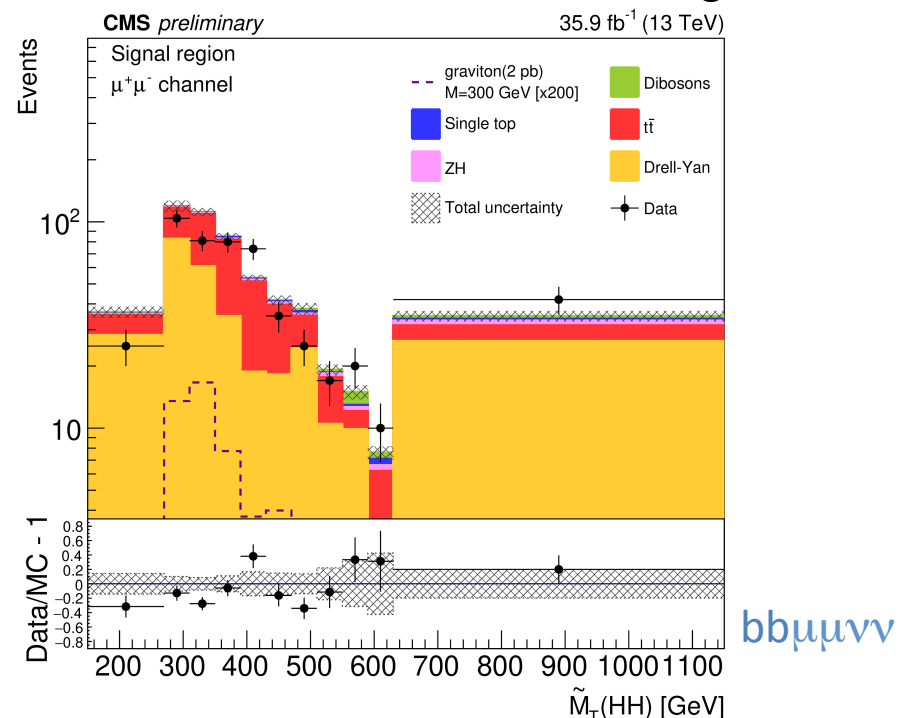 CMS preliminary 35.9 fb⁻¹ (13 TeV)
Signal region
μ⁺μ⁻ channel
graviton(2 pb)
M=300 GeV [x200]
Dibosons
Single top
tt̄
ZH
Drell-Yan
Total uncertainty
Data
Events
10²
10
Data/MC - 1
0.8
0.6
0.4
0.2
0
−0.2
−0.4
−0.6
−0.8
200 300 400 500 600 700 800 900 1000 1100
M̃_T(HH) [GeV]
bbμμνν